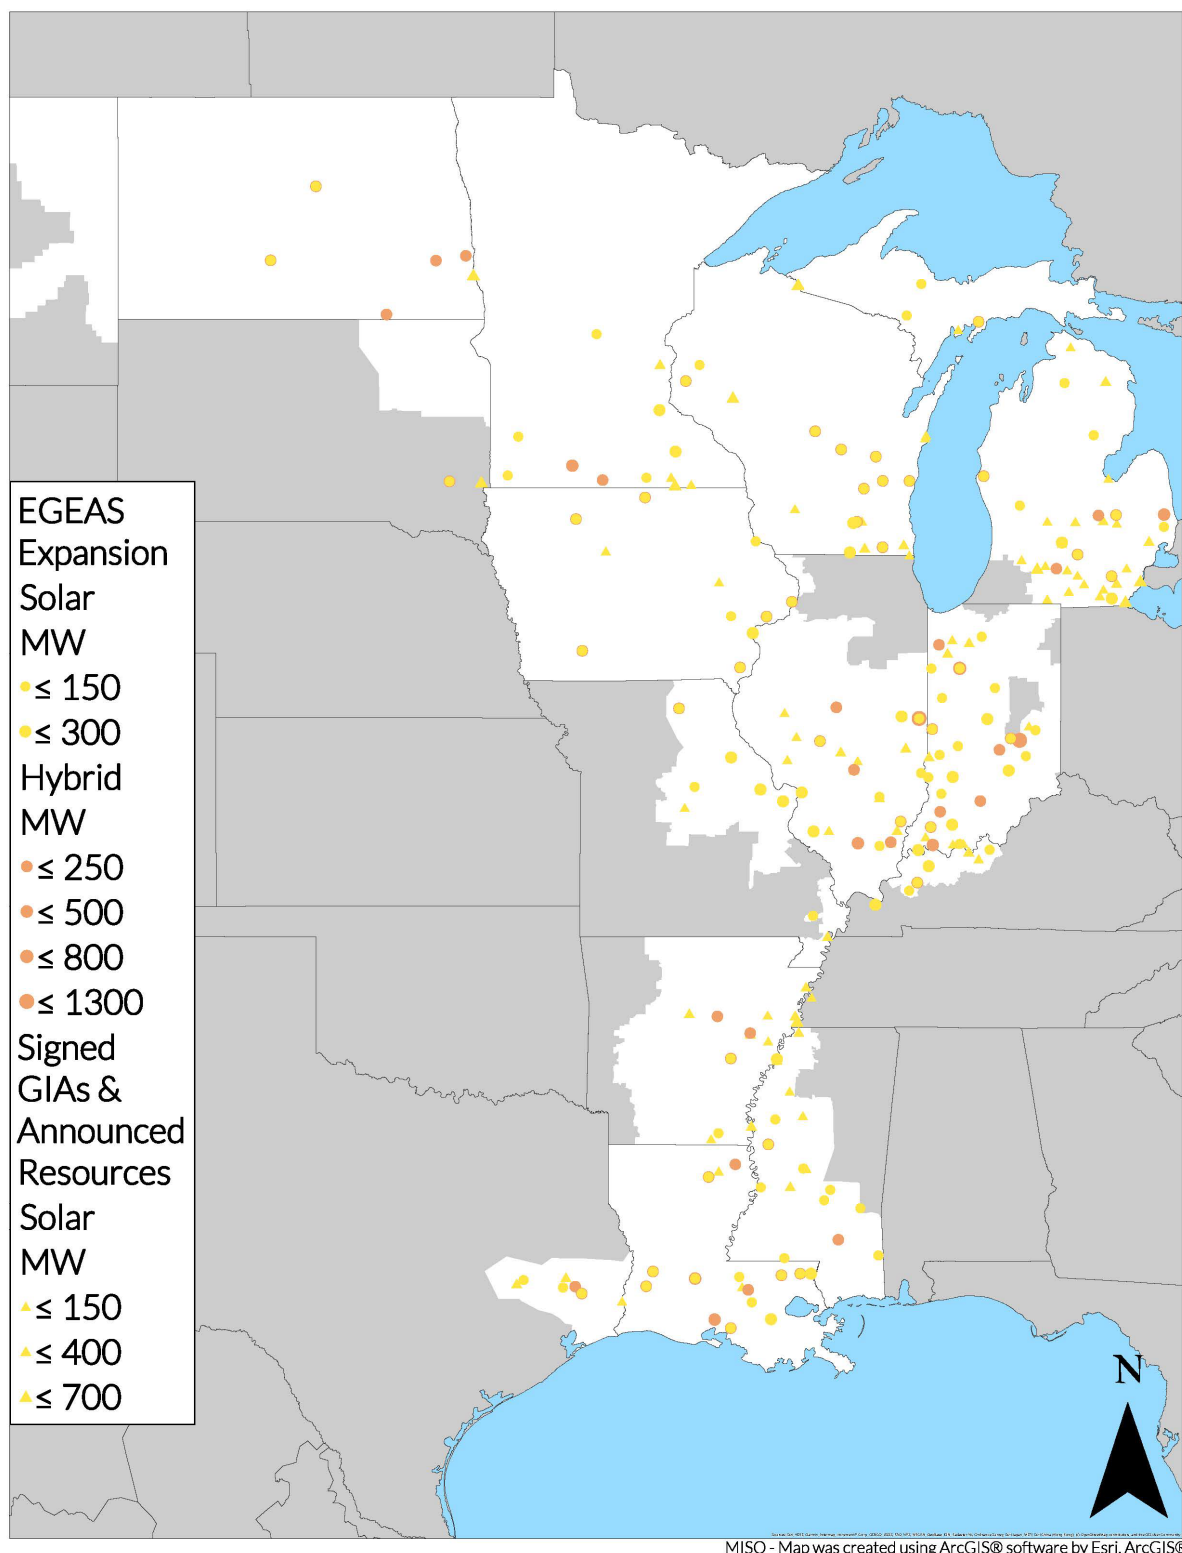 EGEAS
Expansion
Solar
MW
≤ 150
≤ 300
Hybrid
MW
≤ 250
≤ 500
≤ 800
≤ 1300
Signed
GIAs &
Announced
Resources
Solar
MW
≤ 150
≤ 400
≤ 700
N
MISO - Map was created using ArcGIS® software by Esri. ArcGIS®